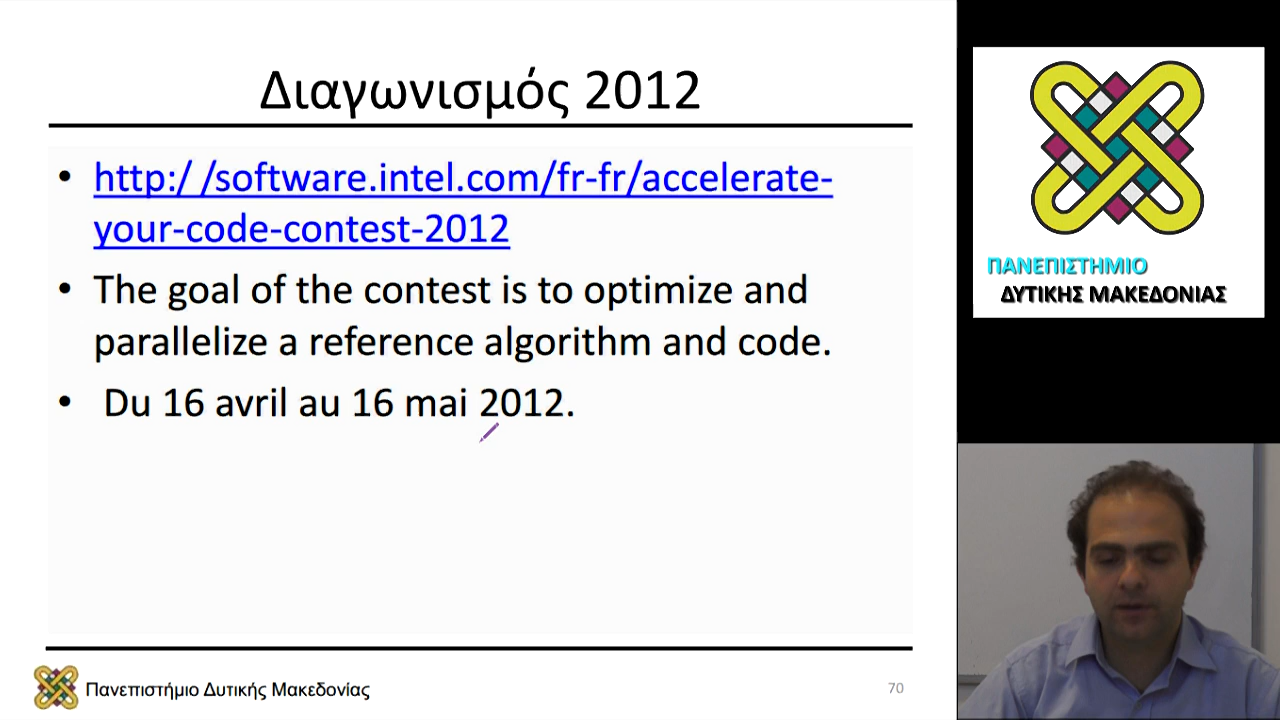 Διαγωνισμός 2012
• http:/ /software.intel.com/fr-fr/accelerate-
your-code-contest-2012
• The goal of the contest is to optimize and
parallelize a reference algorithm and code.
• Du 16 avril au 16 mai 2012.
Πανεπιστήμιο Δυτικής Μακεδονίας
70
ΠΑΝΕΠΙΣΤΗΜΙΟ
ΔΥΤΙΚΗΣ ΜΑΚΕΔΟΝΙΑΣ